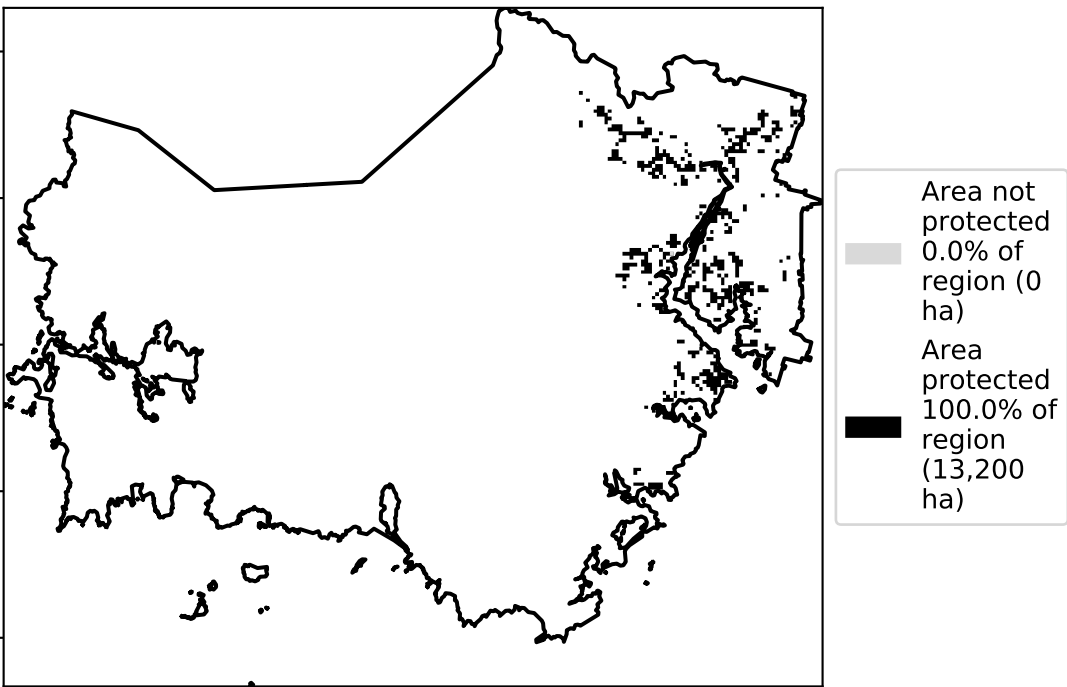 Area not
protected
0.0% of
region (0
ha)
Area
protected
100.0% of
region
(13,200
ha)